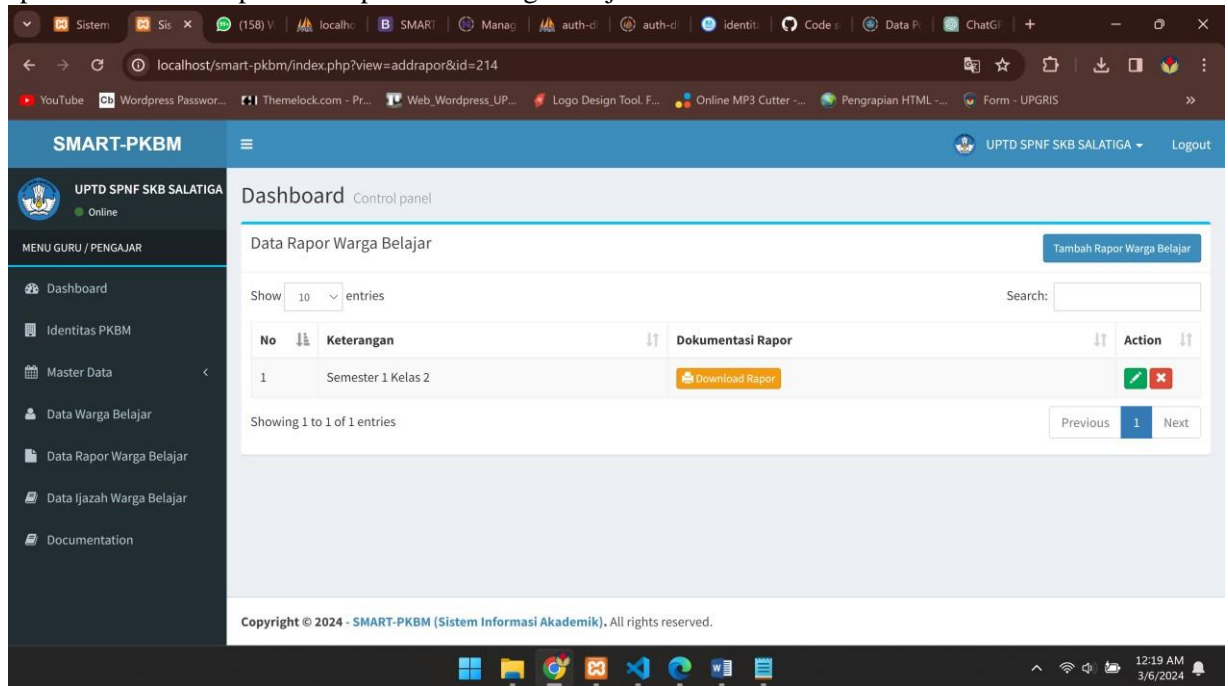 Sistem
Sis
(158) W
localho
SMART
Manag
auth-dl
auth-dl
identit
Code s
Data P
ChatGF
localhost/smart-pkbm/index.php?view=addrapor&id=214
YouTube
Wordpress Passwor...
Themelock.com - Pr...
Web_Wordpress_UP...
Logo Design Tool. F...
Online MP3 Cutter -...
Pengrapian HTML -...
Form - UPGRIS
SMART-PKBM
UPTD SPNF SKB SALATIGA
Logout
UPTD SPNF SKB SALATIGA
Online
Dashboard Control panel
MENU GURU / PENGAJAR
Dashboard
Identitas PKBM
Master Data
Data Warga Belajar
Data Rapor Warga Belajar
Data Ijazah Warga Belajar
Documentation
Data Rapor Warga Belajar
Tambah Rapor Warga Belajar
Show 10 entries
Search:
No Keterangan Dokumentasi Rapor Action
1 Semester 1 Kelas 2 Download Rapor
Showing 1 to 1 of 1 entries
Previous 1 Next
Copyright © 2024 - SMART-PKBM (Sistem Informasi Akademik). All rights reserved.
12:19 AM
3/6/2024